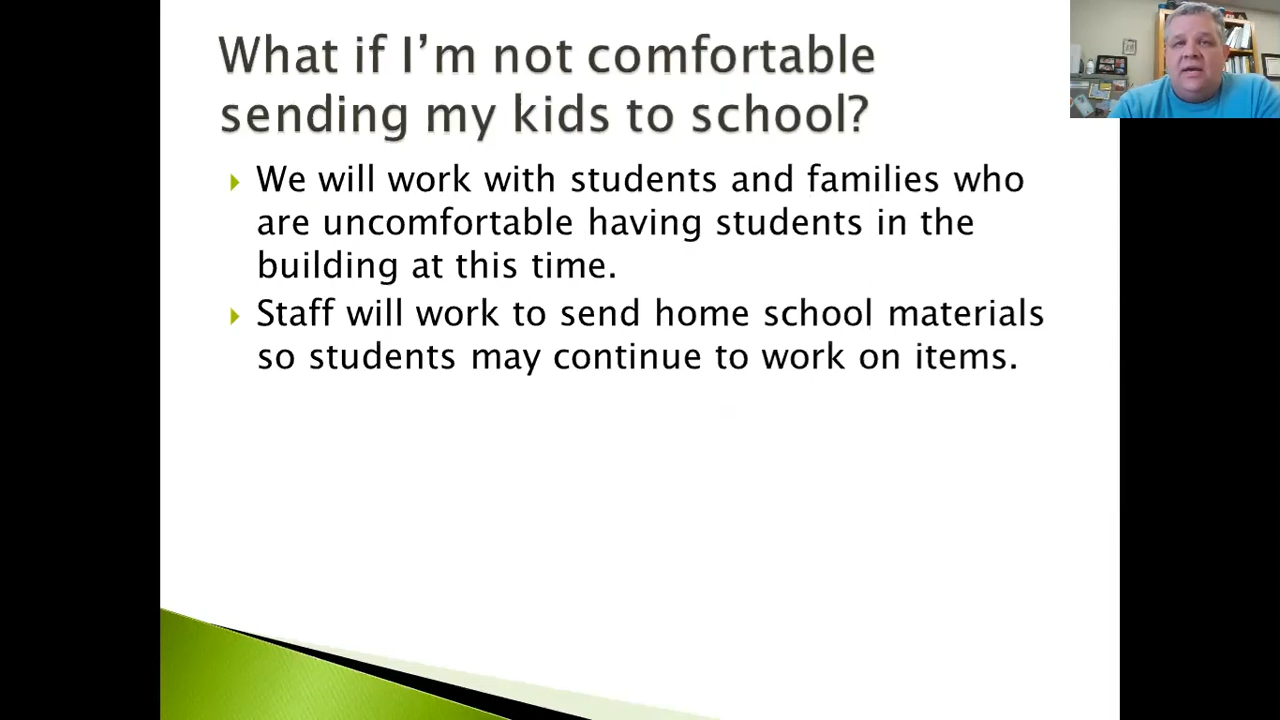 What if I’m not comfortable
sending my kids to school?
We will work with students and families who
are uncomfortable having students in the
building at this time.
Staff will work to send home school materials
so students may continue to work on items.